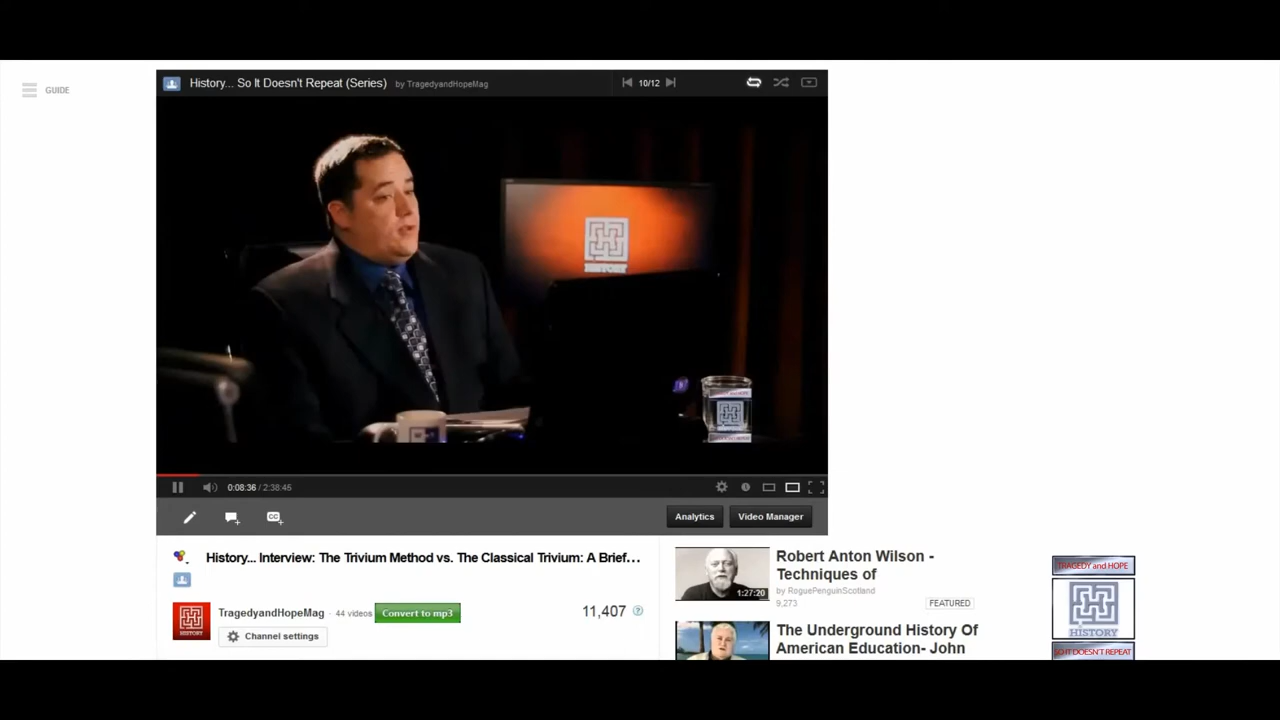 History... So It Doesn't Repeat (Series) by TragedyandHopeMag 10/12
GUIDE
HISTORY
0:08:36 / 2:38:45
CC
Analytics
Video Manager
History... Interview: The Trivium Method vs. The Classical Trivium: A Brief...
TragedyandHopeMag · 44 videos
Convert to mp3
11,407
Channel settings
HISTORY
1:27:20
Robert Anton Wilson -
Techniques of
by RoguePenguinScotland
9,273
FEATURED
The Underground History Of
American Education- John
TRAGEDY and HOPE
HISTORY
SO IT DOESN'T REPEAT